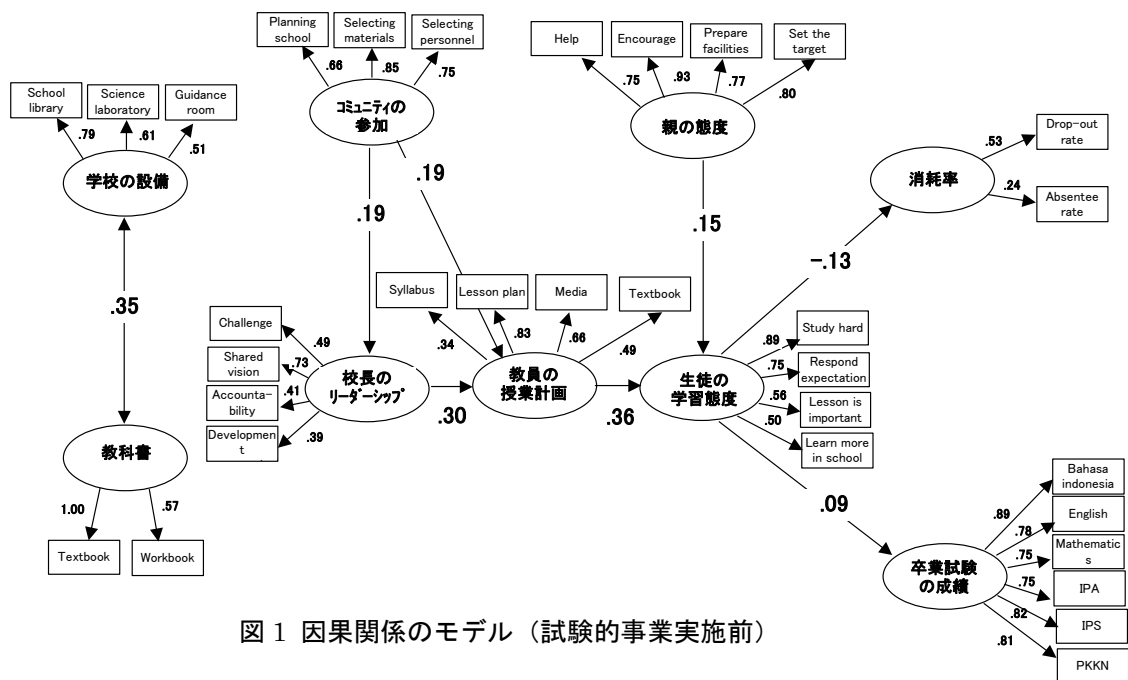 Planning
school
Selecting
materials
Selecting
personnel
.66
.85
.75
コミュニティの
参加
Help
Encourage
Prepare
facilities
Set the
target
.75
.93
.77
.80
親の態度
School
library
Science
laboratory
Guidance
room
.79
.61
.51
学校の設備
Drop-out
rate
.53
消耗率
.24
Absentee
rate
.19
.19
.15
-.13
.35
Syllabus
Lesson plan
Media
Textbook
.34
.83
.66
.49
Challenge
.49
Shared
vision
.73
Accounta-
bility
.41
Developmen
t
.39
校長の
リーダーシップ
.30
教員の
授業計画
.36
生徒の
学習態度
Study hard
.89
Respond
expectation
.75
Lesson is
important
.56
Learn more
in school
.50
教科書
1.00
.57
Textbook
Workbook
.09
卒業試験
の成績
Bahasa
indonesia
.89
English
.78
Mathematic
s
.75
IPA
.75
IPS
.82
PKKN
.81
図 1 因果関係のモデル（試験的事業実施前）